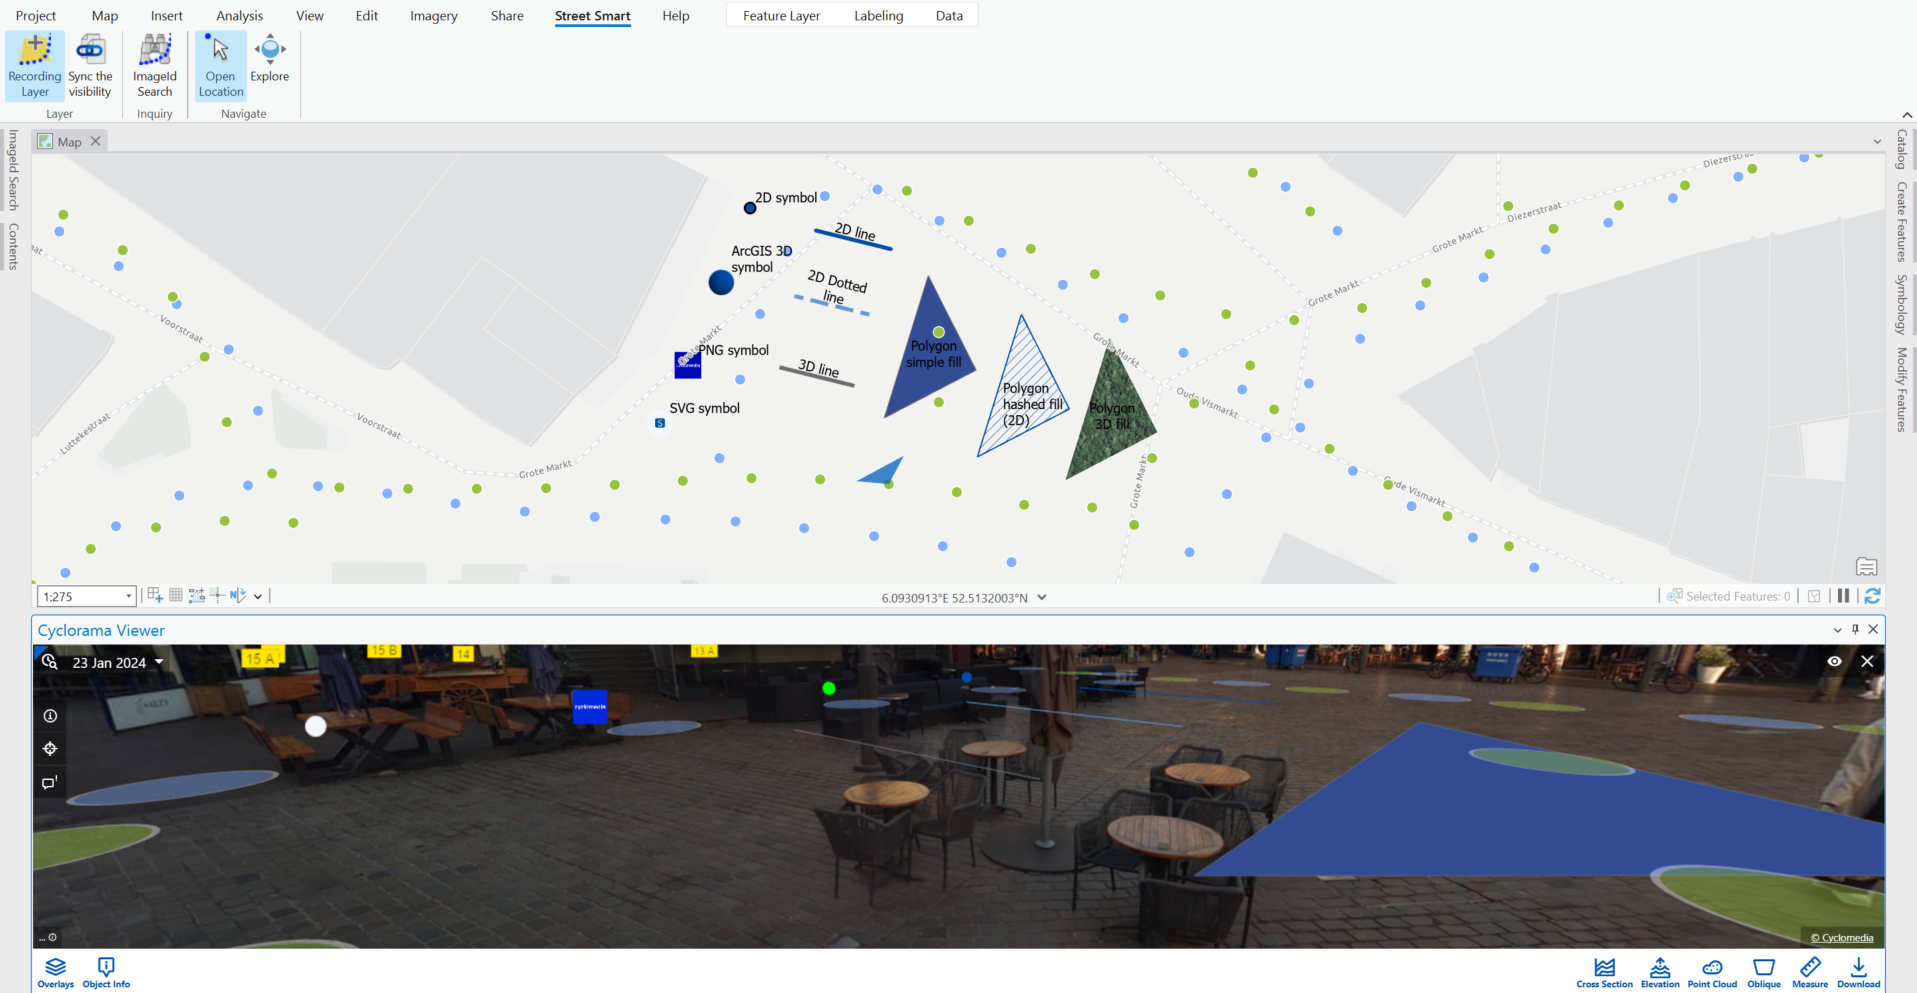 Project Map Insert Analysis View Edit Imagery Share Street Smart Help Feature Layer Labeling Data
Recording Layer
Sync the visibility
ImageId Search
Open Location
Explore
Layer
Inquiry
Navigate
ImageId Search
Contents
Map
Catalog
Create Features
Symbology
Modify Features
2D symbol
2D line
ArcGIS 3D
symbol
2D Dotted
line
PNG symbol
3D line
SVG symbol
S
Polygon
simple fill
Polygon
hashed fill
(2D)
Polygon
3D fill
Voorstraat
Voorstraat
Luttekestraat
Grote Markt
Grote Markt
Grote Markt
Grote Markt
Grote Markt
Grote Markt
Oude Vismarkt
Oude Vismarkt
Diezerstraat
Diezerstraat
1:275
6.0930913°E 52.5132003°N
Selected Features: 0
Cyclorama Viewer
23 Jan 2024
15 A
15 B
14
13 A
cyclomedia
© Cyclomedia
Overlays
Object Info
Cross Section
Elevation
Point Cloud
Oblique
Measure
Download